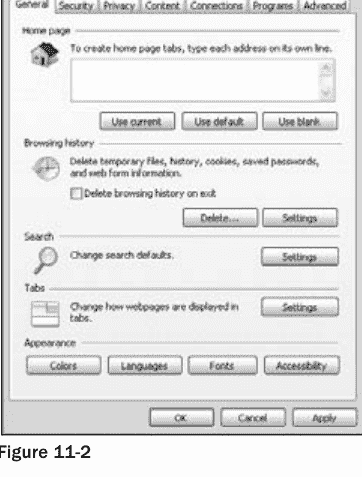 General Security Privacy Content Connections Programs Advanced
Home page
To create home page tabs, type each address on its own line.
Use current Use default Use blank
Browsing history
Delete temporary files, history, cookies, saved passwords,
and web form information.
Delete browsing history on exit
Delete... Settings
Search
Change search defaults. Settings
Tabs
Change how webpages are displayed in
tabs.
Settings
Appearance
Colors Languages Fonts Accessibility
OK Cancel Apply
Figure 11-2